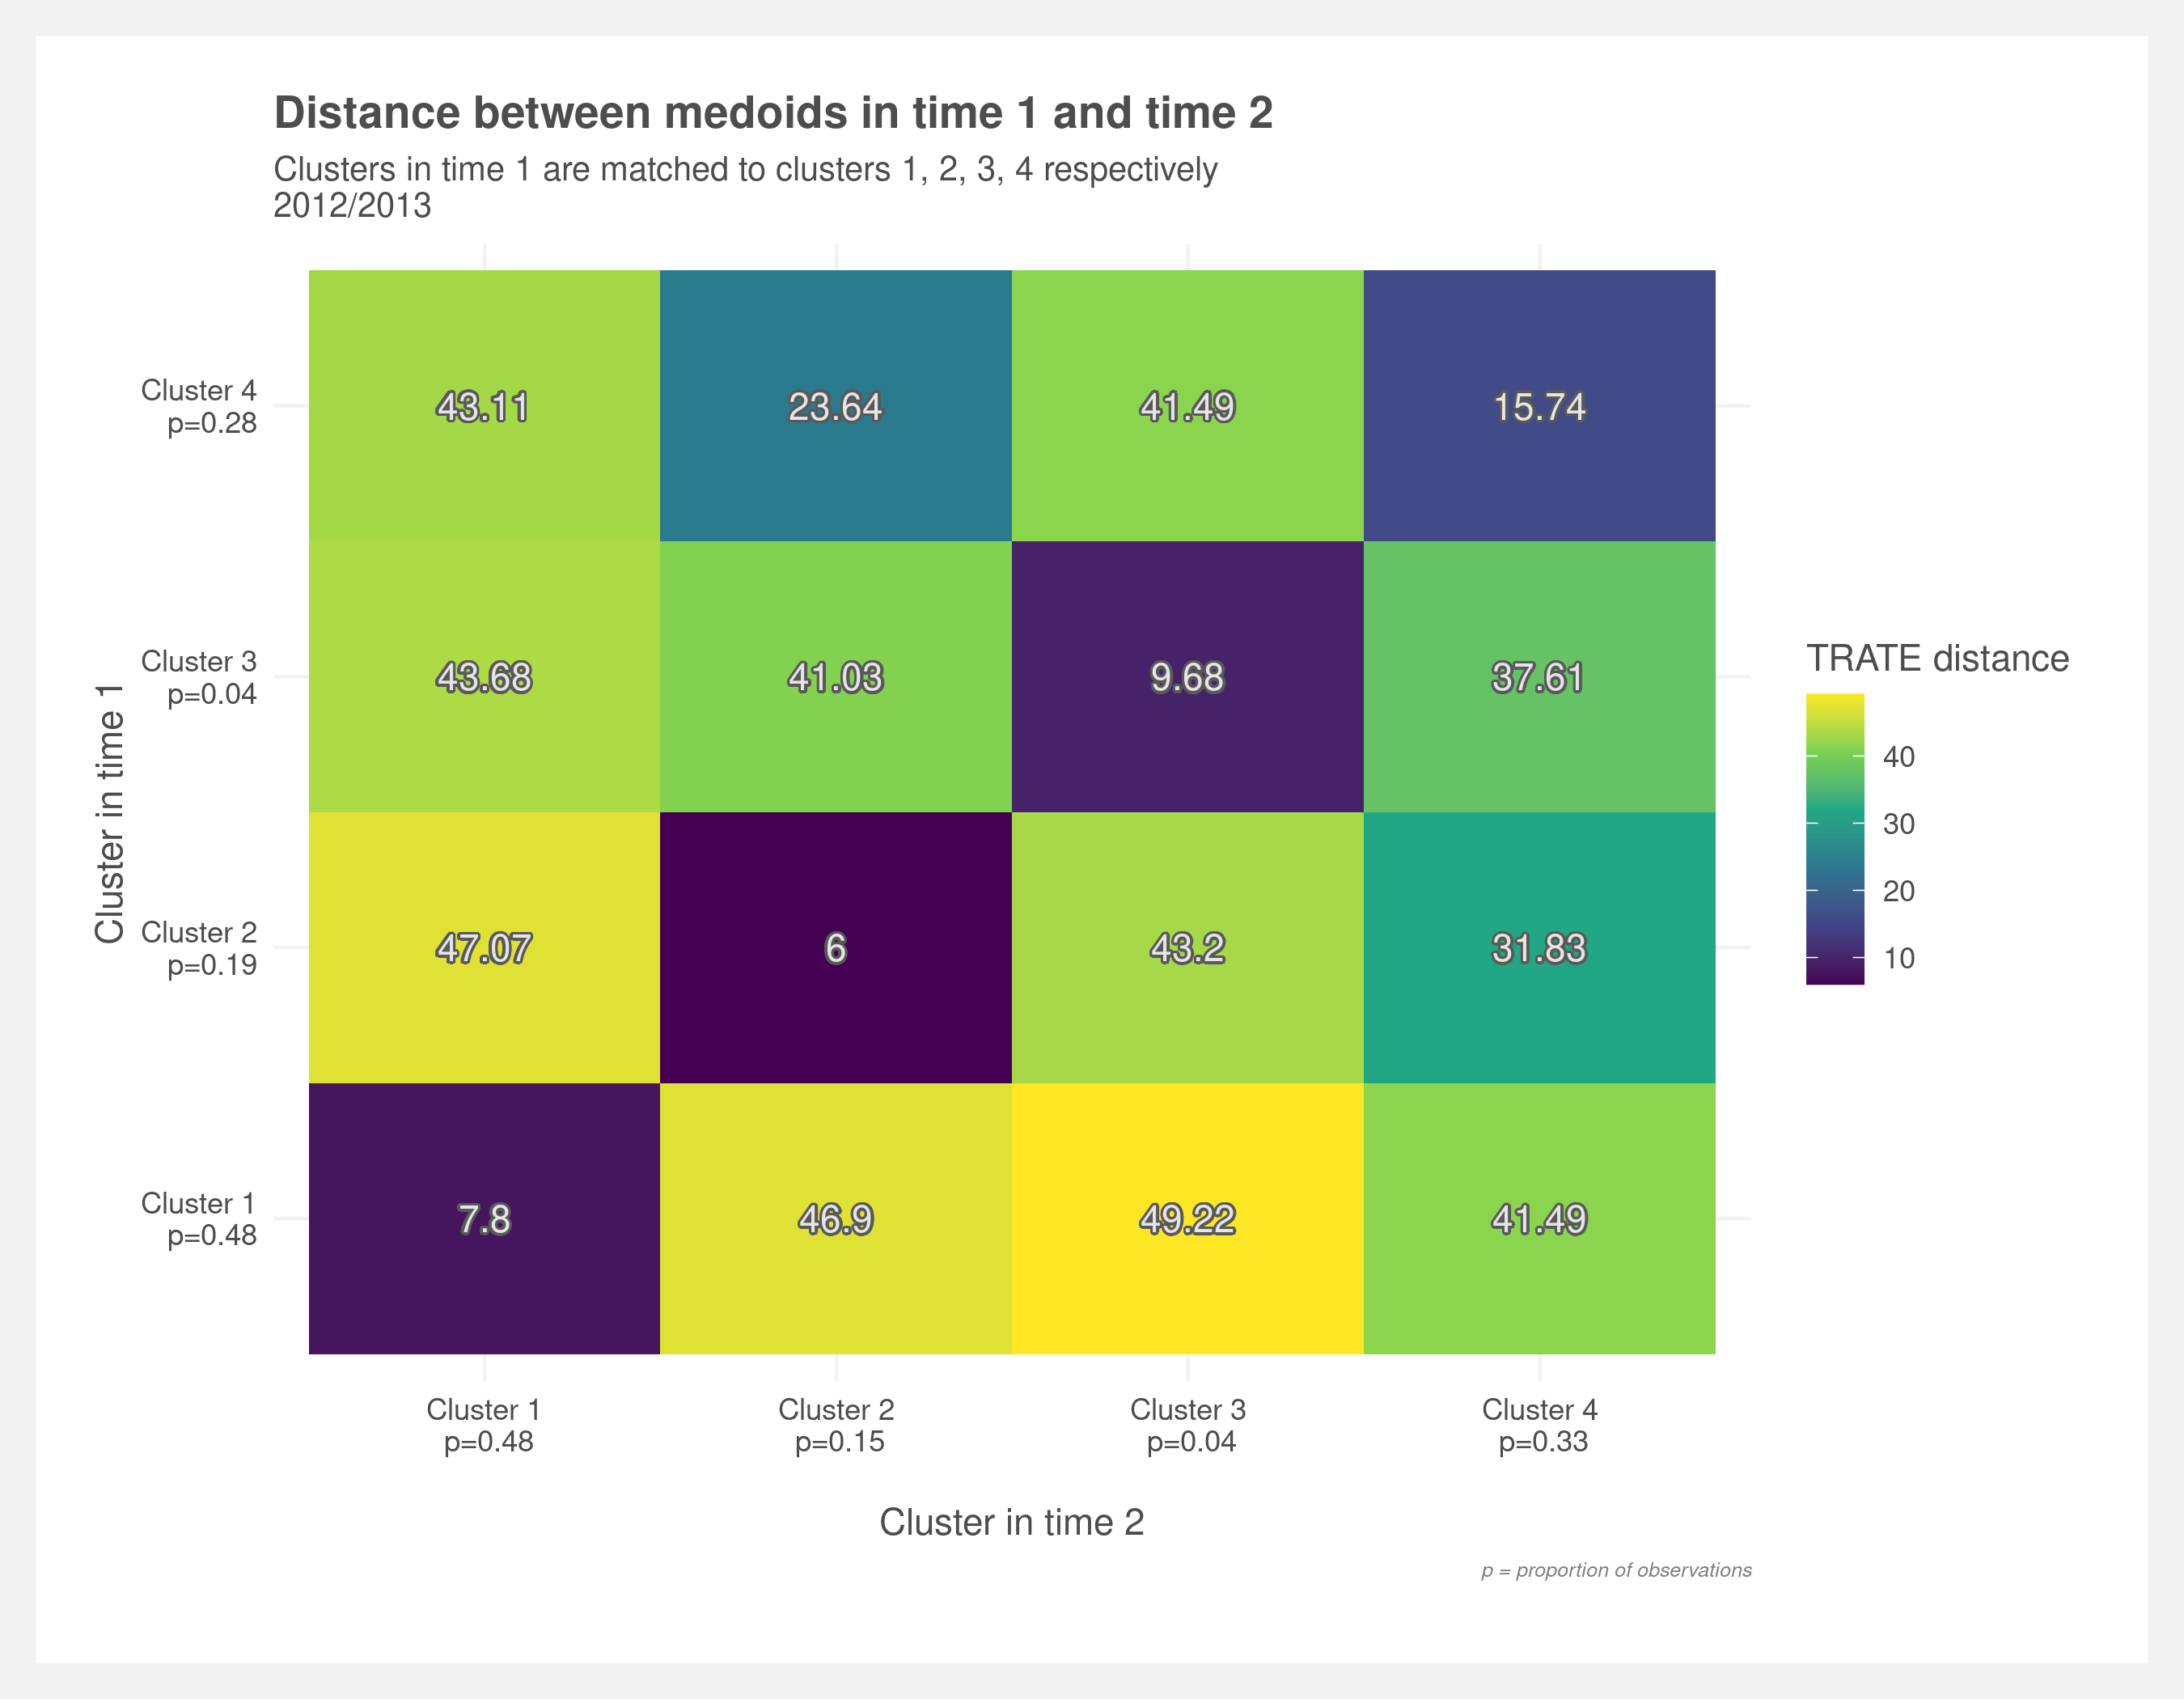 Distance between medoids in time 1 and time 2
Clusters in time 1 are matched to clusters 1, 2, 3, 4 respectively
2012/2013
Cluster in time 1
Cluster 4
p=0.28
43.11
23.64
41.49
15.74
Cluster 3
p=0.04
43.68
41.03
9.68
37.61
Cluster 2
p=0.19
47.07
6
43.2
31.83
Cluster 1
p=0.48
7.8
46.9
49.22
41.49
Cluster 1
p=0.48
Cluster 2
p=0.15
Cluster 3
p=0.04
Cluster 4
p=0.33
Cluster in time 2
TRATE distance
40
30
20
10
p = proportion of observations